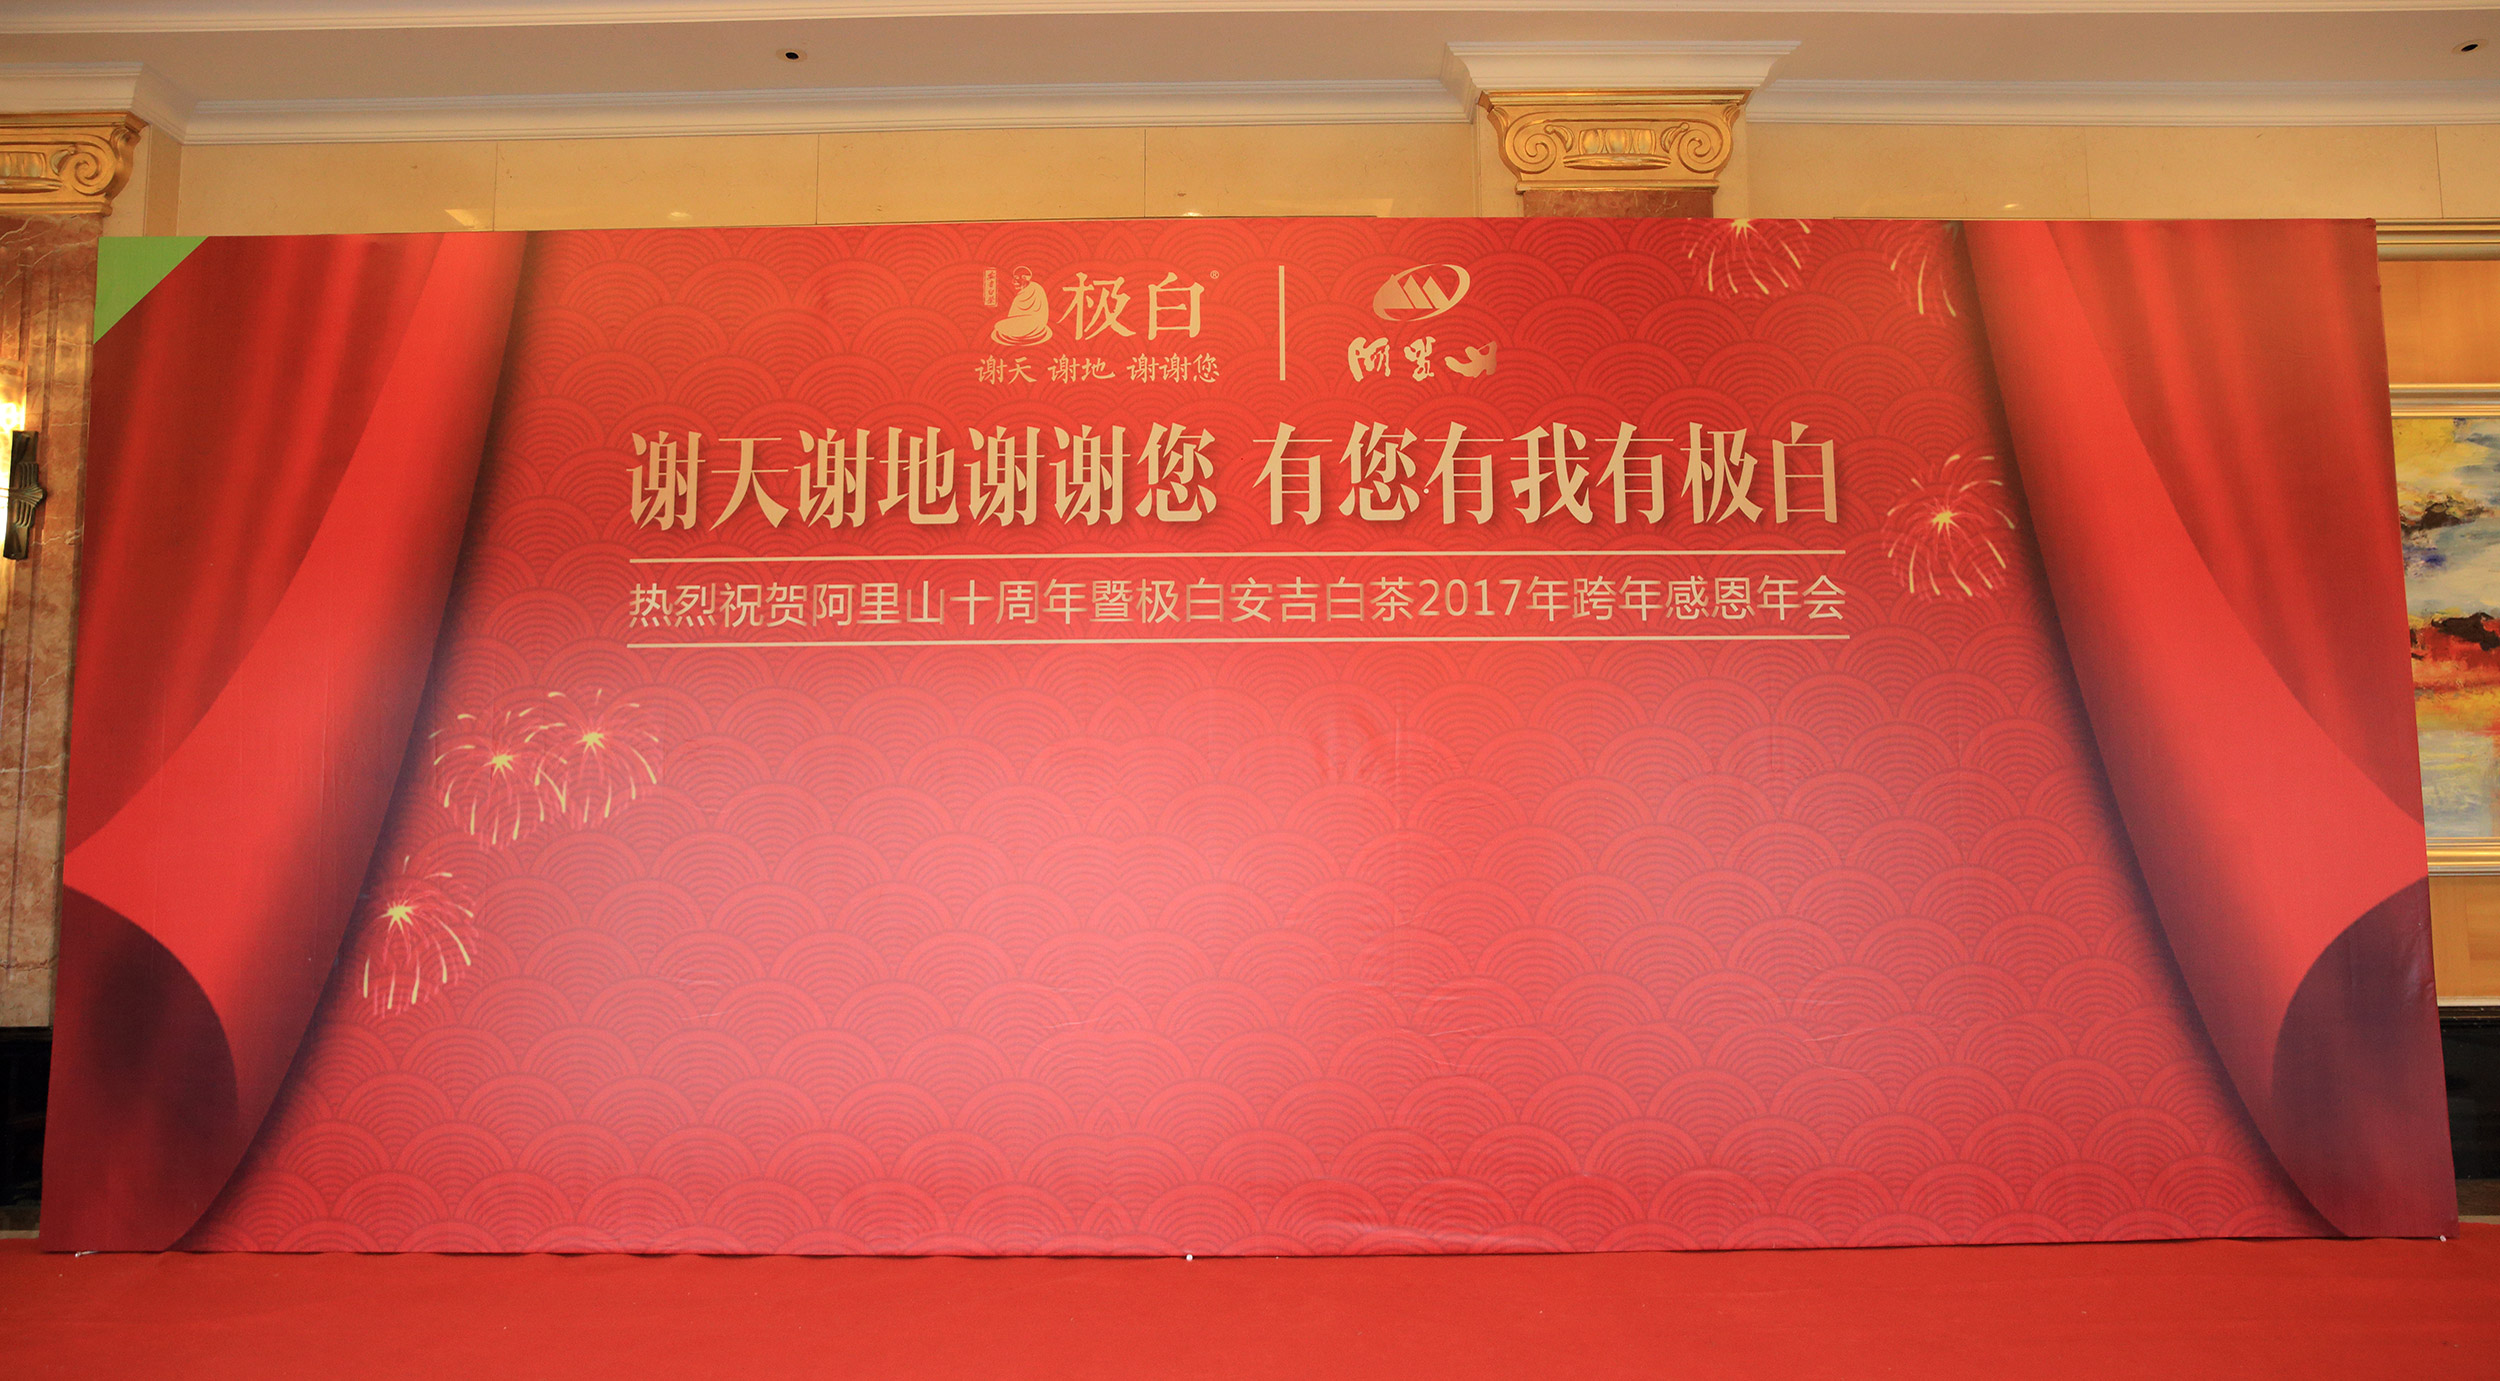 极白®
谢天 谢地 谢谢您
阿里山
谢天谢地谢谢您 有您有我有极白
热烈祝贺阿里山十周年暨极白安吉白茶2017年跨年感恩年会